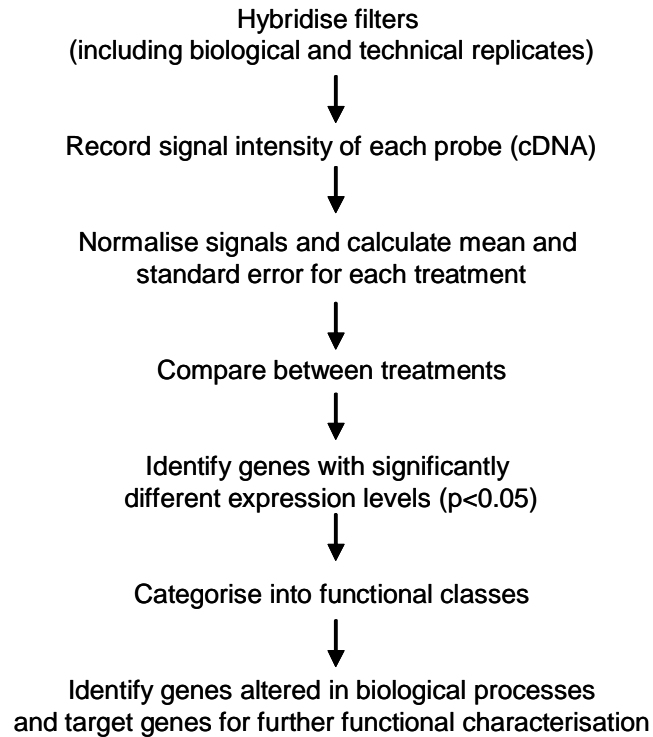 Hybridise filters
(including biological and technical replicates)
Record signal intensity of each probe (cDNA)
Normalise signals and calculate mean and
standard error for each treatment
Compare between treatments
Identify genes with significantly
different expression levels (p<0.05)
Categorise into functional classes
Identify genes altered in biological processes
and target genes for further functional characterisation